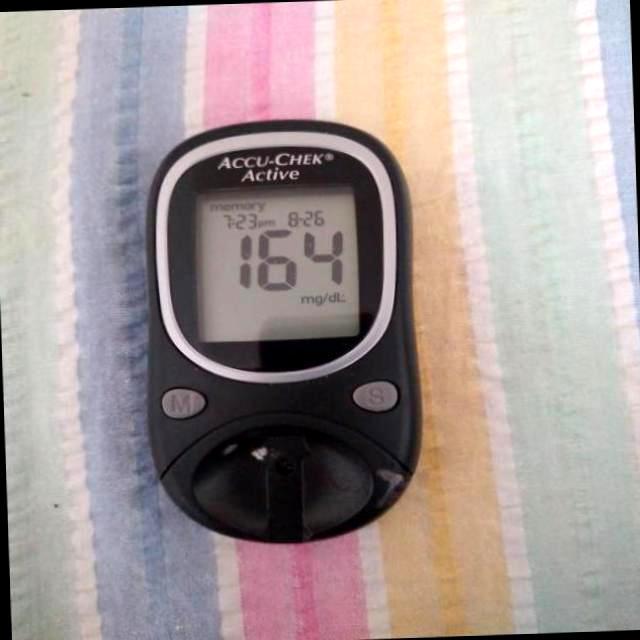 ACCU-CHEK®
Active
memory
7:23pm 8-26
164
mg/dL
M S